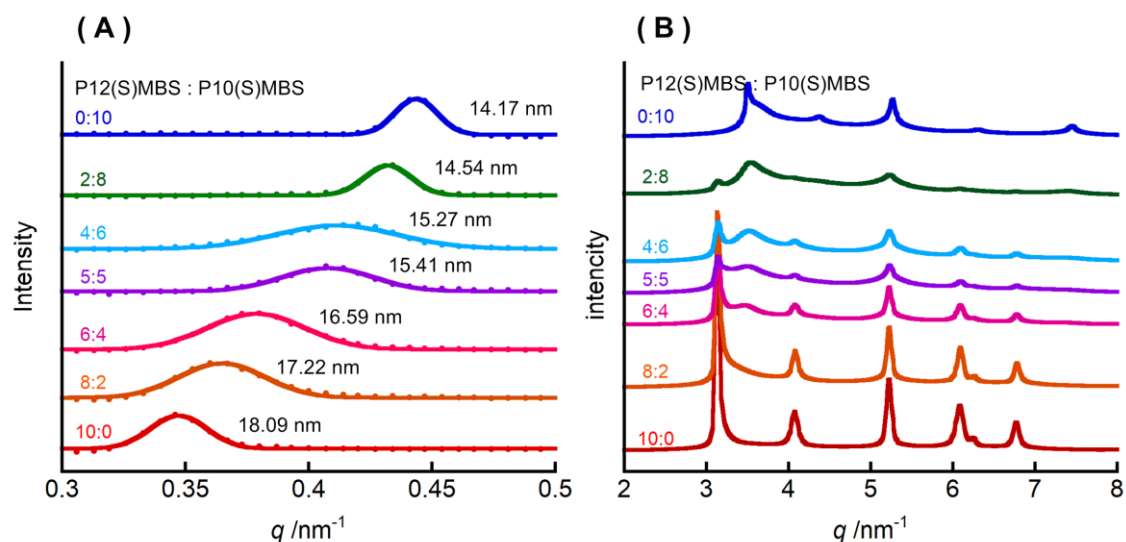 ( A )
P12(S)MBS : P10(S)MBS
0:10
14.17 nm
2:8
14.54 nm
4:6
15.27 nm
5:5
15.41 nm
6:4
16.59 nm
8:2
17.22 nm
10:0
18.09 nm
Intensity
0.3 0.35 0.4 0.45 0.5
q /nm-1
( B )
P12(S)MBS : P10(S)MBS
0:10
2:8
4:6
5:5
6:4
8:2
10:0
intencity
2 3 4 5 6 7 8
q /nm-1